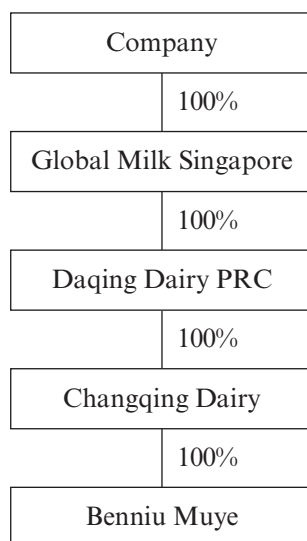 Company
100%
Global Milk Singapore
100%
Daqing Dairy PRC
100%
Changqing Dairy
100%
Benniu Muye